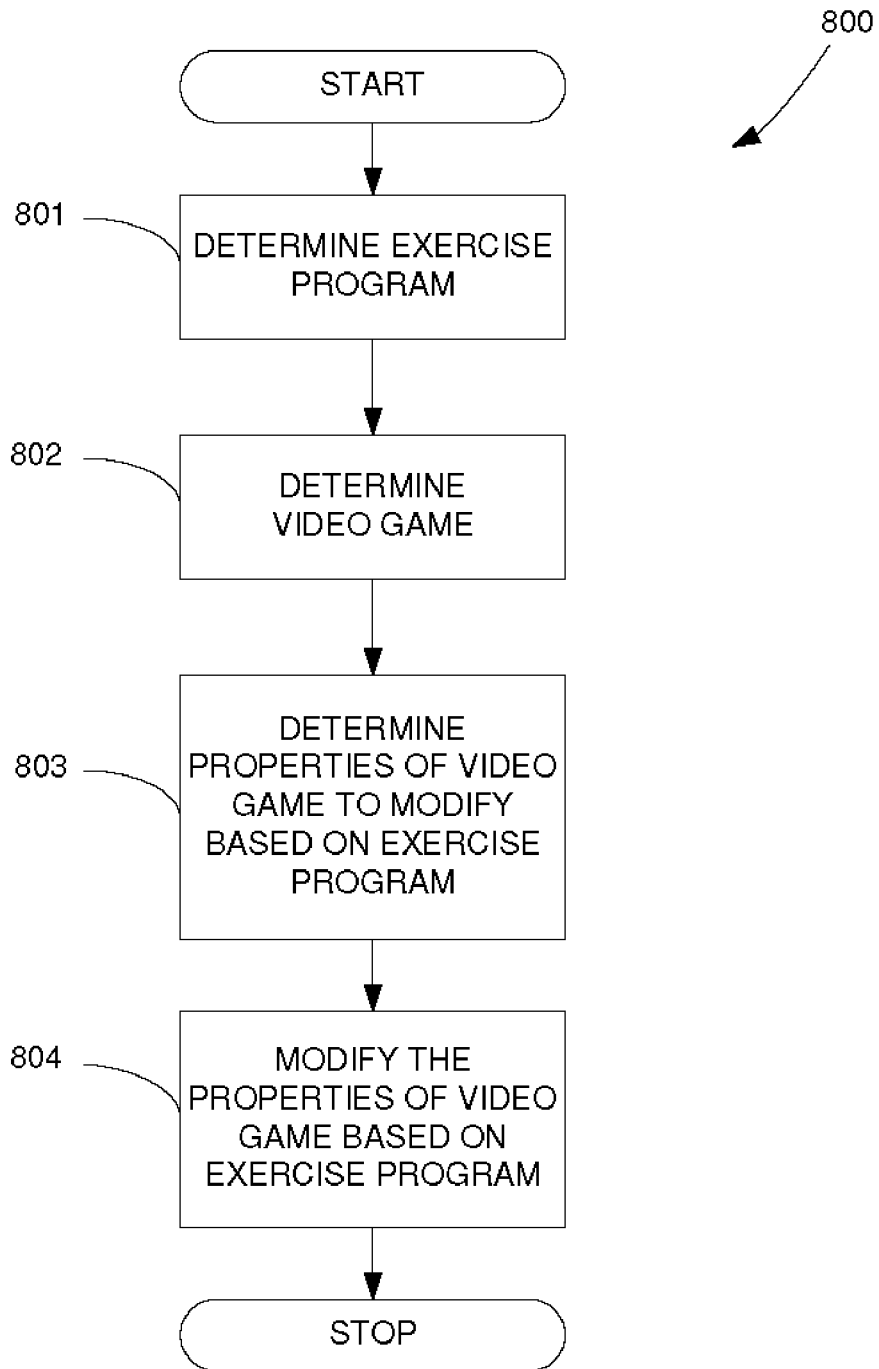 800
START
801
DETERMINE EXERCISE
PROGRAM
802
DETERMINE
VIDEO GAME
803
DETERMINE
PROPERTIES OF VIDEO
GAME TO MODIFY
BASED ON EXERCISE
PROGRAM
804
MODIFY THE
PROPERTIES OF VIDEO
GAME BASED ON
EXERCISE PROGRAM
STOP